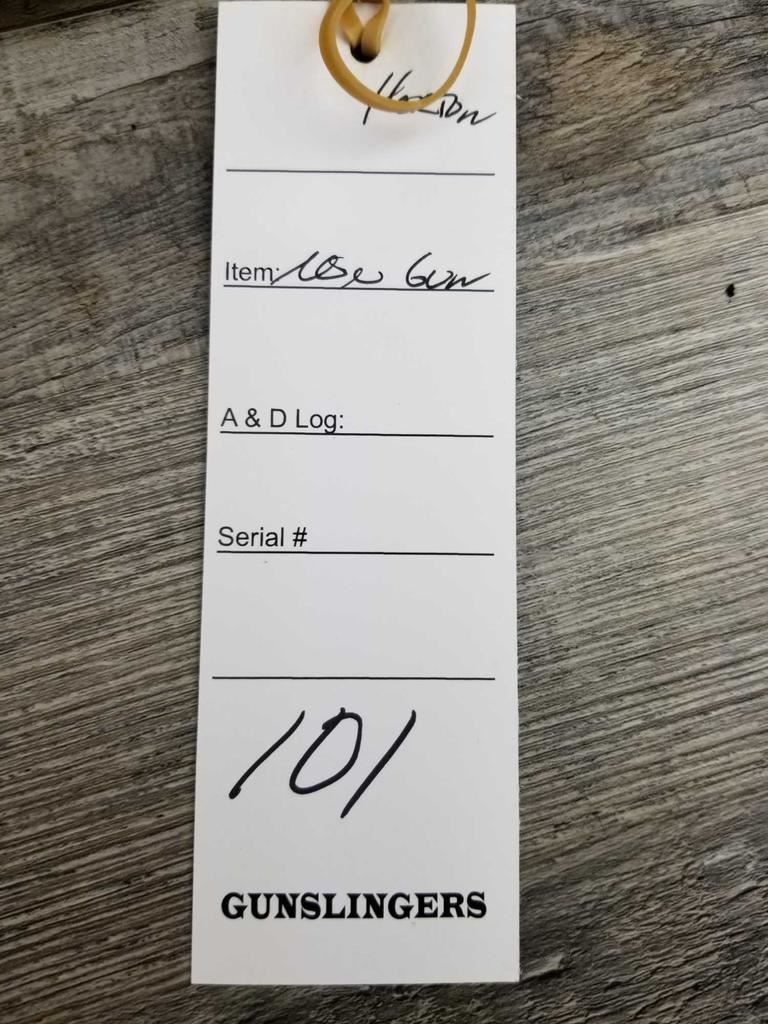 Item: Gun
A & D Log:
Serial #
101
GUNSLINGERS